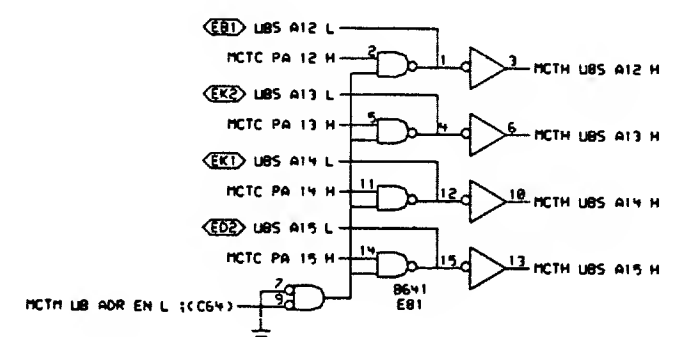 EB1 UBS A12 L
MCTC PA 12 H 2 1 3 MCTH UBS A12 H
EK2 UBS A13 L
MCTC PA 13 H 5 4 6 MCTH UBS A13 H
EK1 UBS A14 L
MCTC PA 14 H 11 12 10 MCTH UBS A14 H
ED2 UBS A15 L
MCTC PA 15 H 14 15 13 MCTH UBS A15 H
7 8641
MCTM UB ADR EN L ;(C64) 9 E81